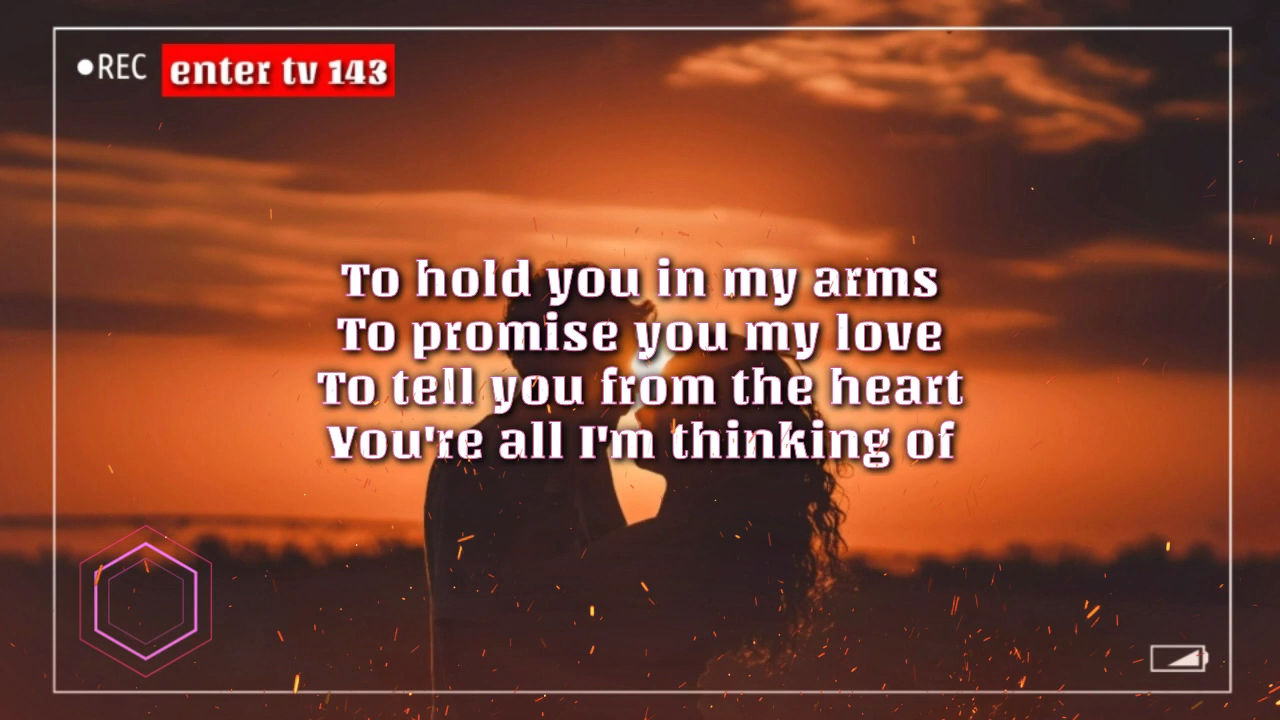 REC
enter tv 143
To hold you in my arms
To promise you my love
To tell you from the heart
You're all I'm thinking of